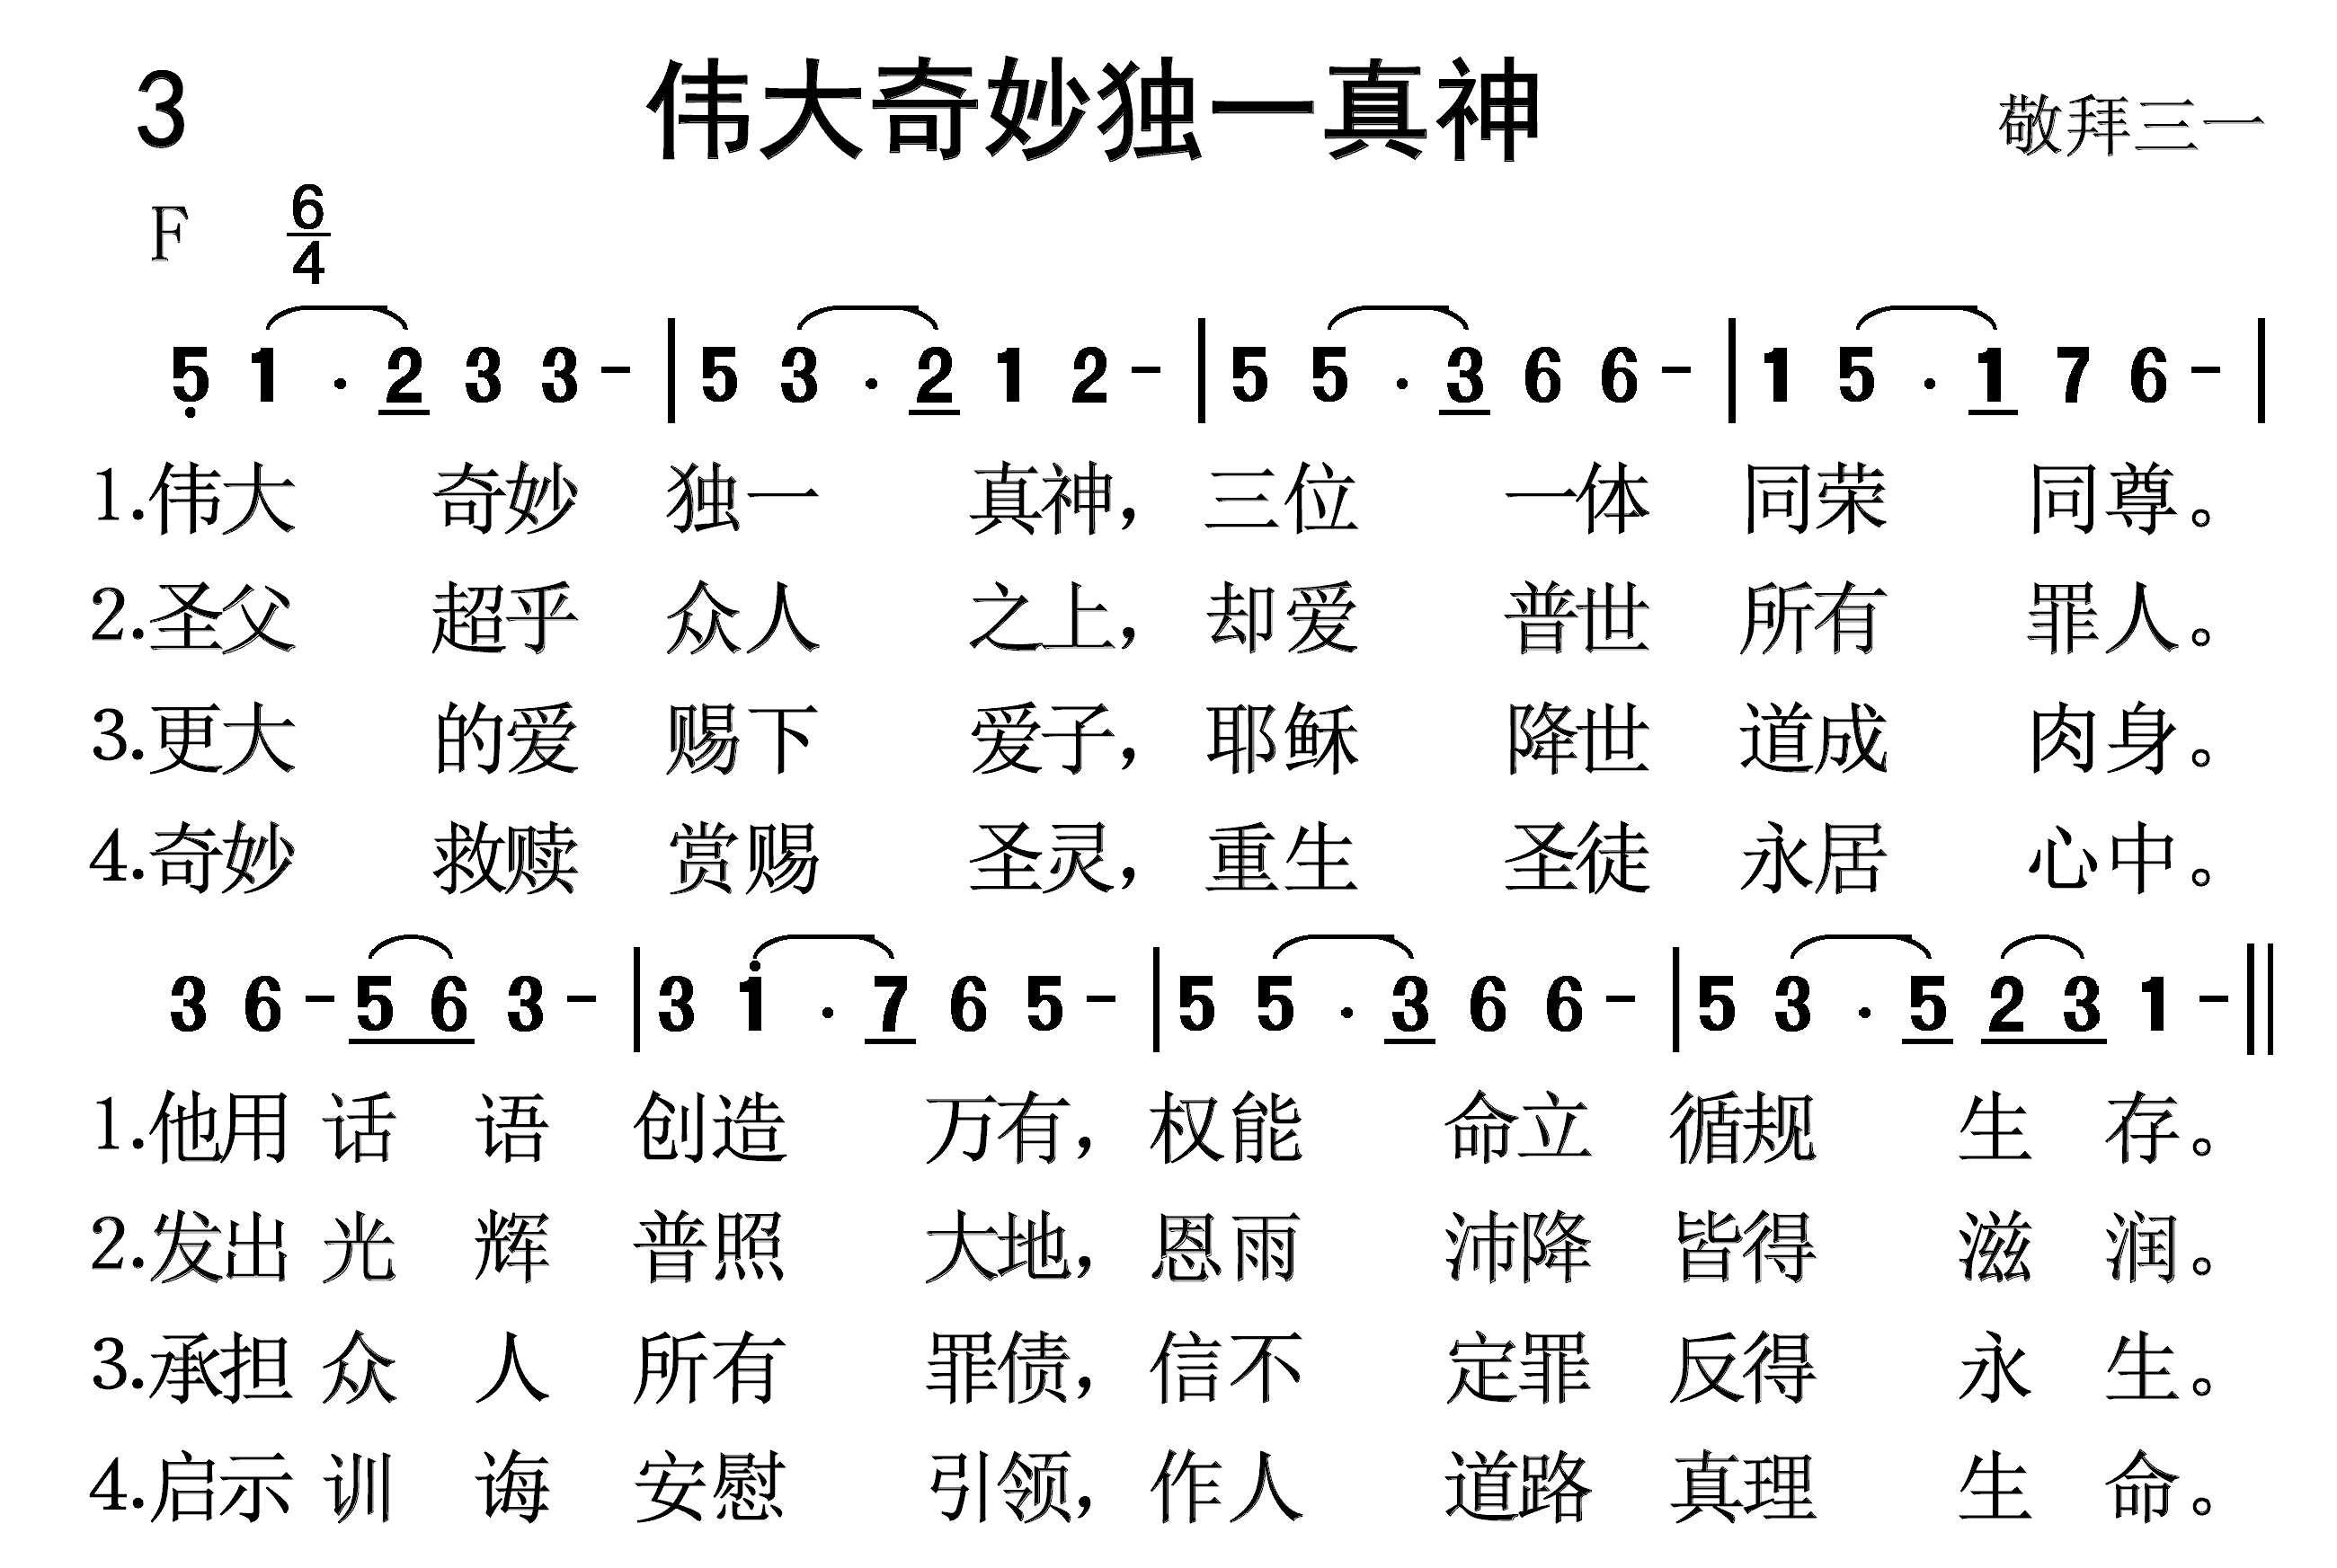 3 伟大奇妙独一真神 敬拜三一
F 6/4
5̣ 1 · 2 3 3 - | 5 3 · 2 1 2 - | 5 5 · 3 6 6 - | 1 5 · 1 7 6 - |
1.伟大 奇妙 独一 真神，三位 一体 同荣 同尊。
2.圣父 超乎 众人 之上，却爱 普世 所有 罪人。
3.更大 的爱 赐下 爱子，耶稣 降世 道成 肉身。
4.奇妙 救赎 赏赐 圣灵，重生 圣徒 永居 心中。
3 6 - 5 6 3 - | 3 1̇ · 7 6 5 - | 5 5 · 3 6 6 - | 5 3 · 5 2 3 1 - ‖
1.他用 话 语 创造 万有，权能 命立 循规 生 存。
2.发出 光 辉 普照 大地，恩雨 沛降 皆得 滋 润。
3.承担 众 人 所有 罪债，信不 定罪 反得 永 生。
4.启示 训 诲 安慰 引领，作人 道路 真理 生 命。